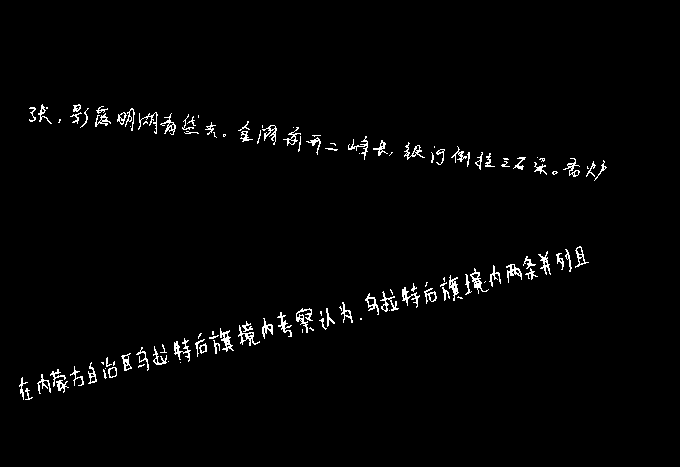 张，影落明湖青黛光。金阙前开二峰长，银河倒挂三石梁。香炉
在内蒙古自治区乌拉特后旗境内考察认为，乌拉特后旗境内两条并列且